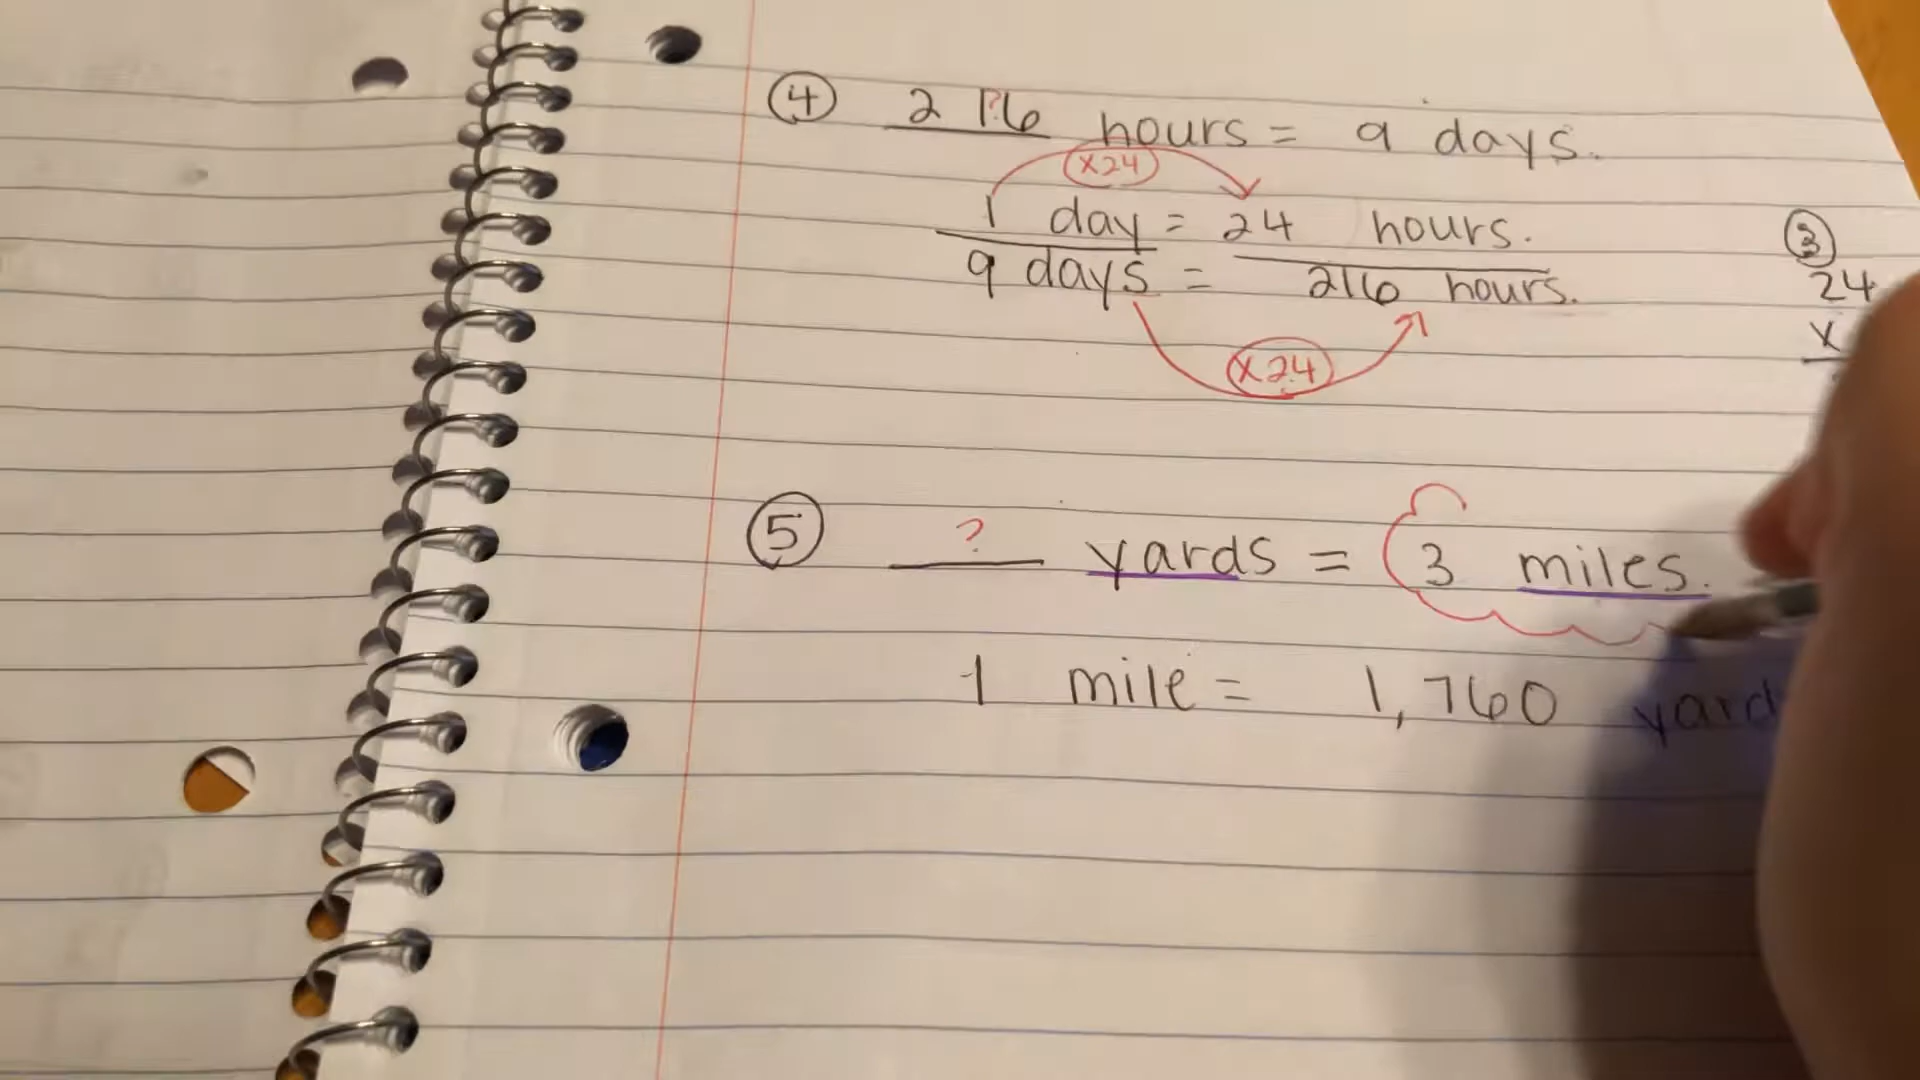 ④ 216 hours = 9 days.
x24
1 day = 24 hours.
9 days = 216 hours.
x24
③
24
x
⑤ ? yards = 3 miles.
1 mile = 1,760 yard